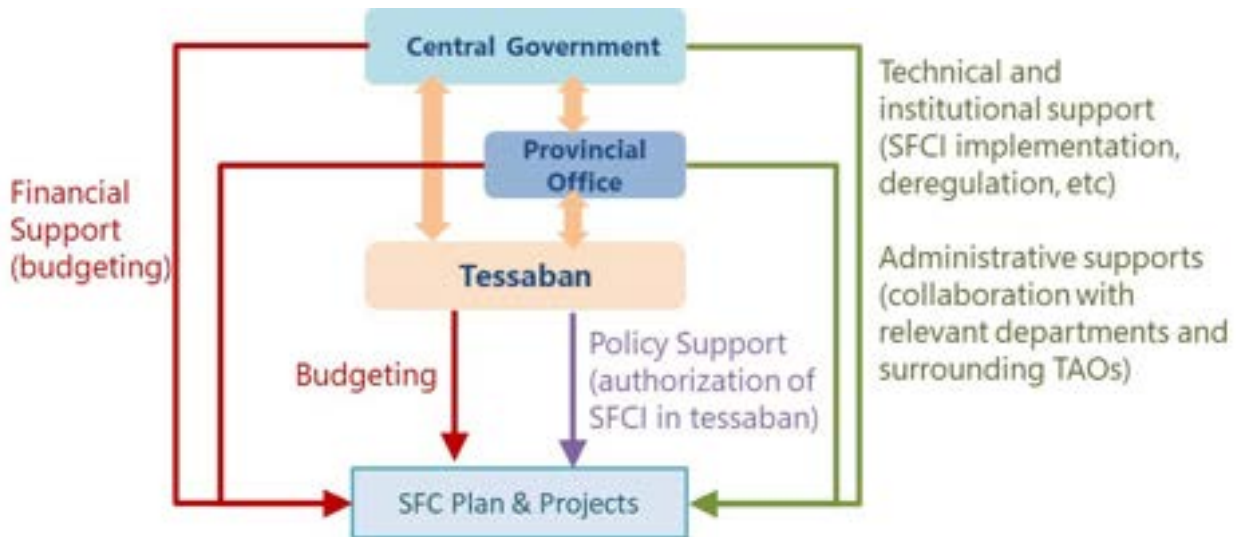 Central Government
Provincial
Office
Tessaban
Financial
Support
(budgeting)
Budgeting
Policy Support
(authorization of
SFCI in tessaban)
SFC Plan & Projects
Technical and
institutional support
(SFCI implementation,
deregulation, etc)
Administrative supports
(collaboration with
relevant departments and
surrounding TAOs)